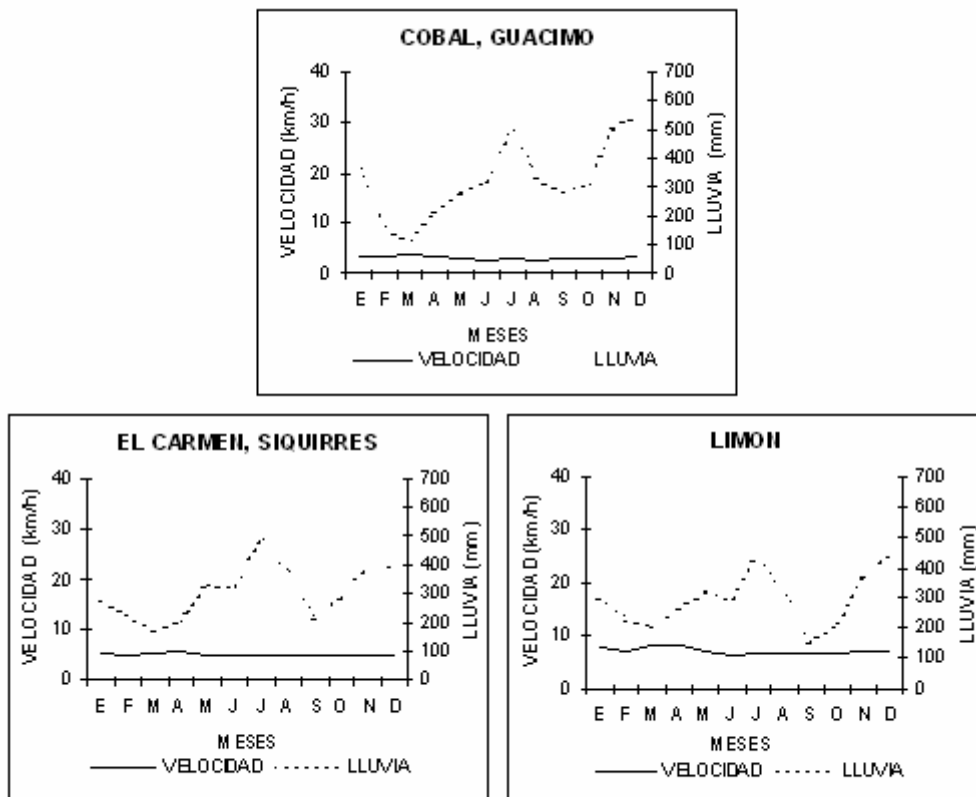 COBAL, GUACIMO
VELOCIDAD (km/h)
40
30
20
10
0
LLUVIA (mm)
700
600
500
400
300
200
100
0
E F M A M J J A S O N D
MESES
VELOCIDAD LLUVIA
EL CARMEN, SIQUIRRES
VELOCIDAD (km/h)
40
30
20
10
0
LLUVIA (mm)
700
600
500
400
300
200
100
0
E F M A M J J A S O N D
MESES
VELOCIDAD LLUVIA
LIMON
VELOCIDAD (km/h)
40
30
20
10
0
LLUVIA (mm)
700
600
500
400
300
200
100
0
E F M A M J J A S O N D
MESES
VELOCIDAD LLUVIA